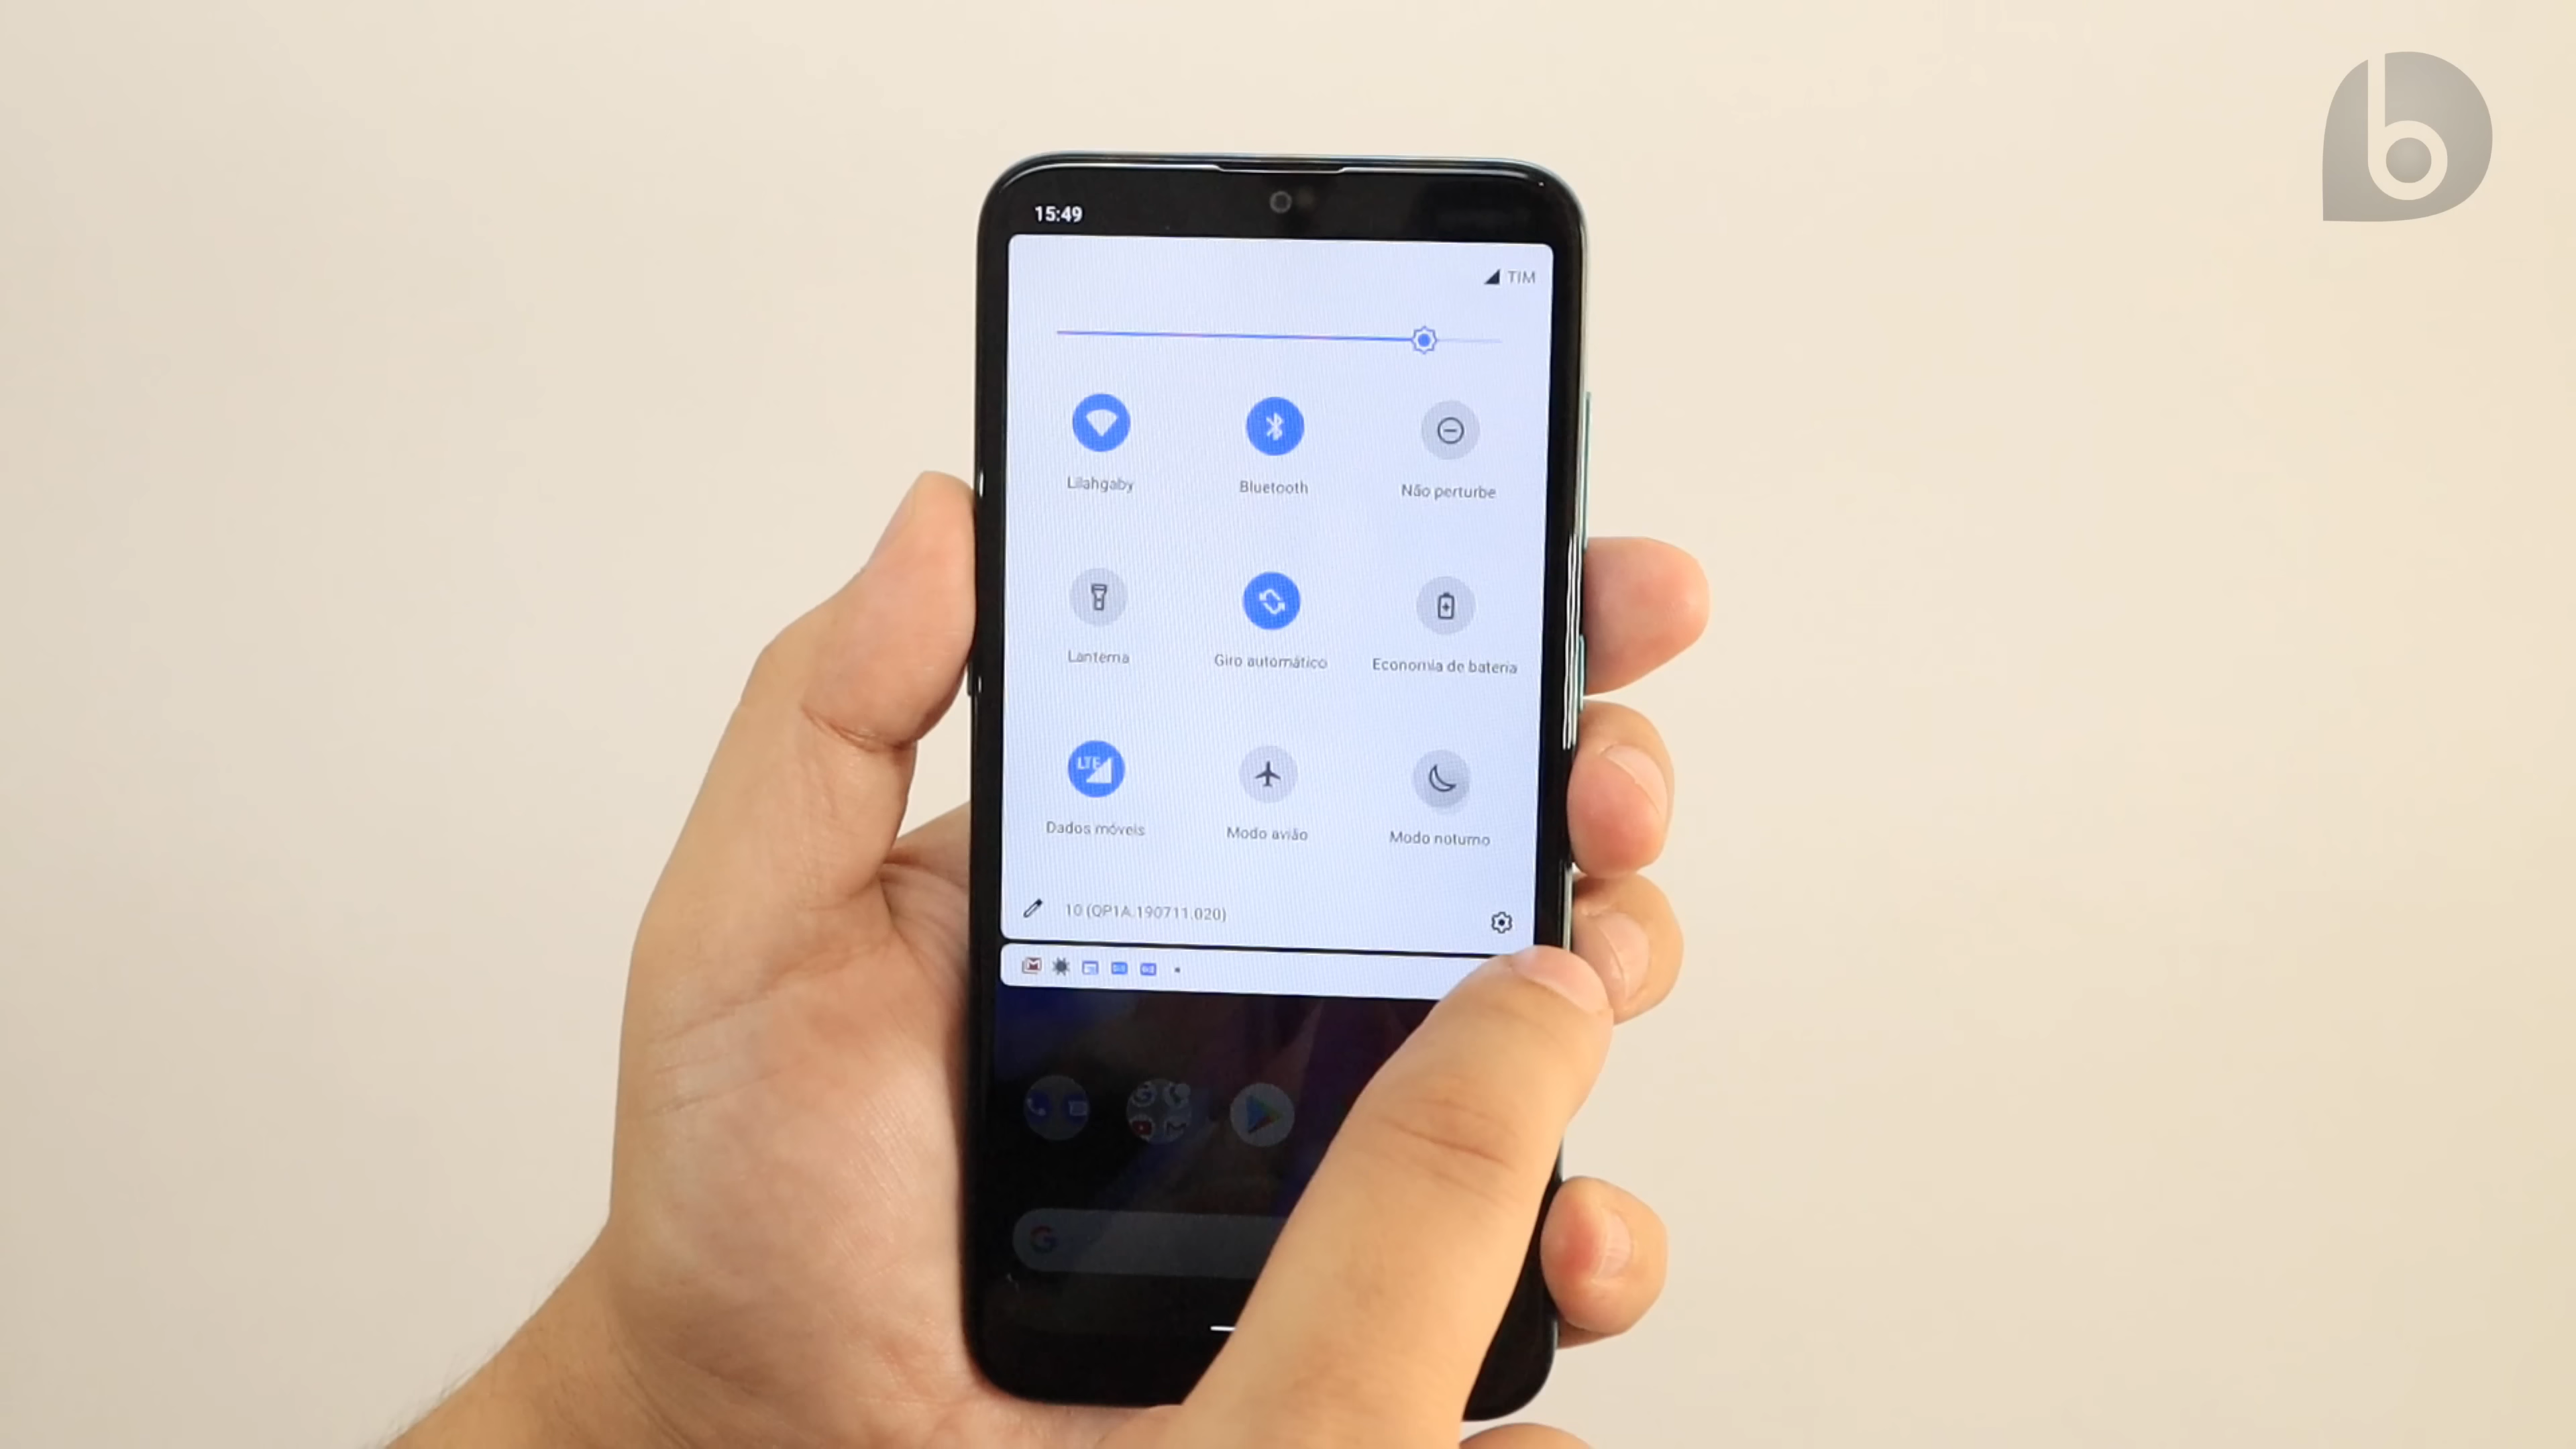 15:49
TIM
Lilahgaby
Bluetooth
Não perturbe
Lanterna
Giro automático
Economia de bateria
LTE
Dados móveis
Modo avião
Modo noturno
10 (QP1A.190711.020)
G
b